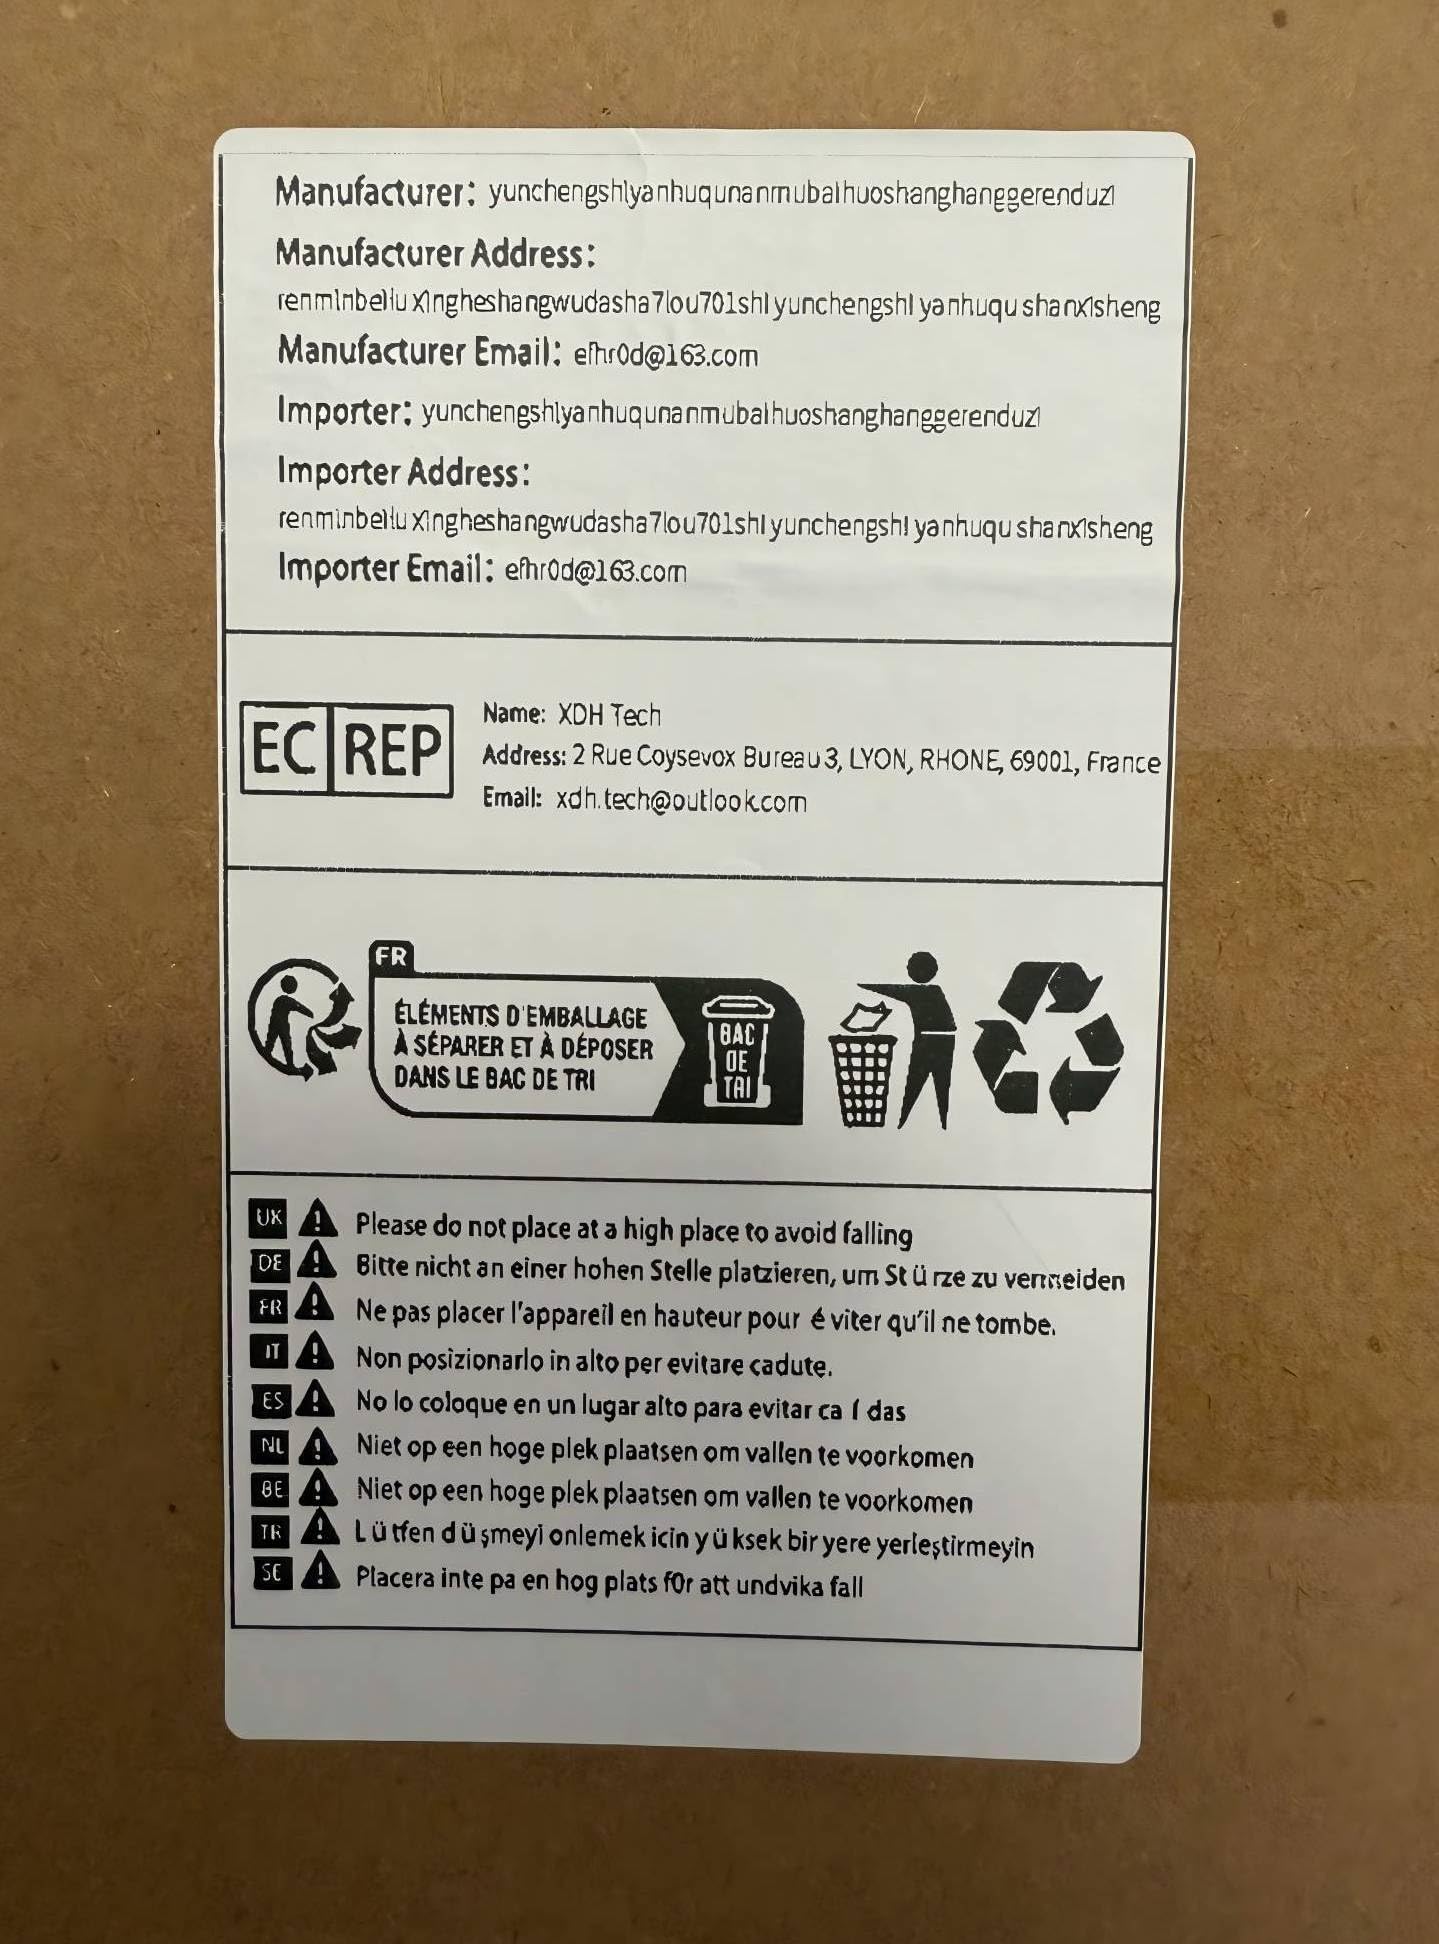 Manufacturer: yunchengshiyanhuqunanmubaihuoshanghanggerenduzi
Manufacturer Address:
renminbeilu xingheshangwudasha7lou701shi yunchengshi yanhuqu shanxisheng
Manufacturer Email: efhr0d@163.com
Importer: yunchengshiyanhuqunanmubaihuoshanghanggerenduzi
Importer Address:
renminbeilu xingheshangwudasha7lou701shi yunchengshi yanhuqu shanxisheng
Importer Email: efhr0d@163.com
EC REP
Name: XDH Tech
Address: 2 Rue Coysevox Bureau 3, LYON, RHONE, 69001, France
Email: xdh.tech@outlook.com
FR
ÉLÉMENTS D'EMBALLAGE
À SÉPARER ET À DÉPOSER
DANS LE BAC DE TRI
BAC
DE
TRI
UK Please do not place at a high place to avoid falling
DE Bitte nicht an einer hohen Stelle platzieren, um St ü rze zu vermeiden
FR Ne pas placer l'appareil en hauteur pour é viter qu'il ne tombe.
IT Non posizionarlo in alto per evitare cadute.
ES No lo coloque en un lugar alto para evitar ca í das
NL Niet op een hoge plek plaatsen om vallen te voorkomen
BE Niet op een hoge plek plaatsen om vallen te voorkomen
TR L ü tfen d ü şmeyi onlemek icin y ü ksek bir yere yerleştirmeyin
SE Placera inte pa en hog plats f0r att undvika fall